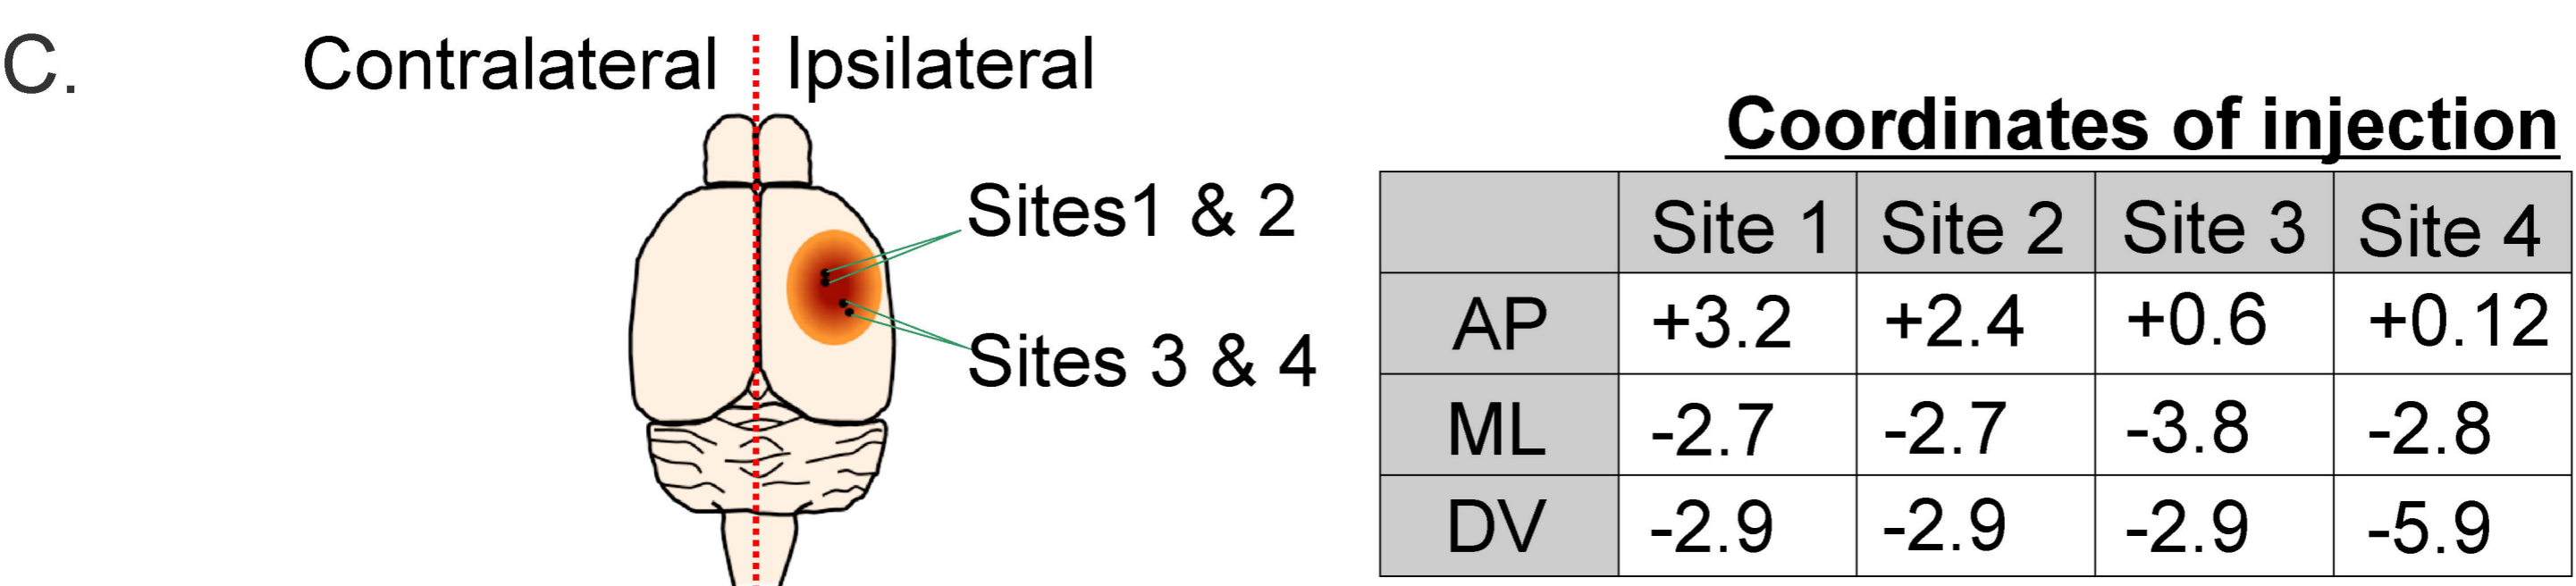 C.
Contralateral Ipsilateral
Sites1 & 2
Sites 3 & 4
Coordinates of injection
Site 1 Site 2 Site 3 Site 4
AP +3.2 +2.4 +0.6 +0.12
ML -2.7 -2.7 -3.8 -2.8
DV -2.9 -2.9 -2.9 -5.9